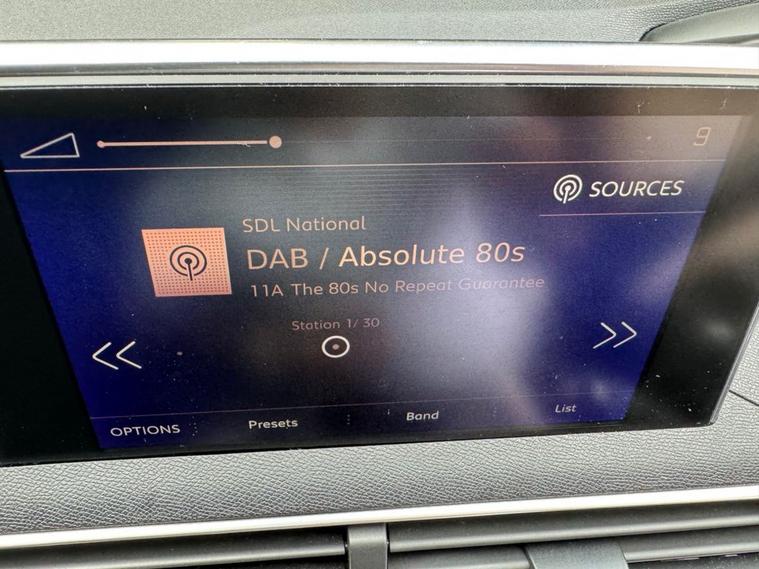 9
SOURCES
SDL National
DAB / Absolute 80s
11A The 80s No Repeat Guarantee
Station 1/ 30
OPTIONS Presets Band List